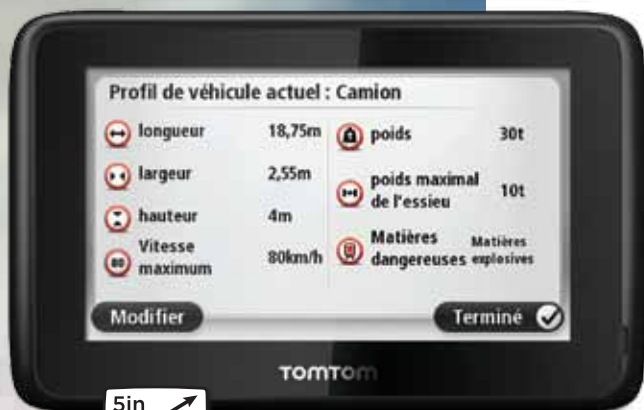 Profil de véhicule actuel : Camion
longueur 18,75m
largeur 2,55m
hauteur 4m
Vitesse maximum 80km/h
poids 30t
poids maximal de l'essieu 10t
Matières dangereuses Matières explosives
Modifier
Terminé
TOMTOM
5in